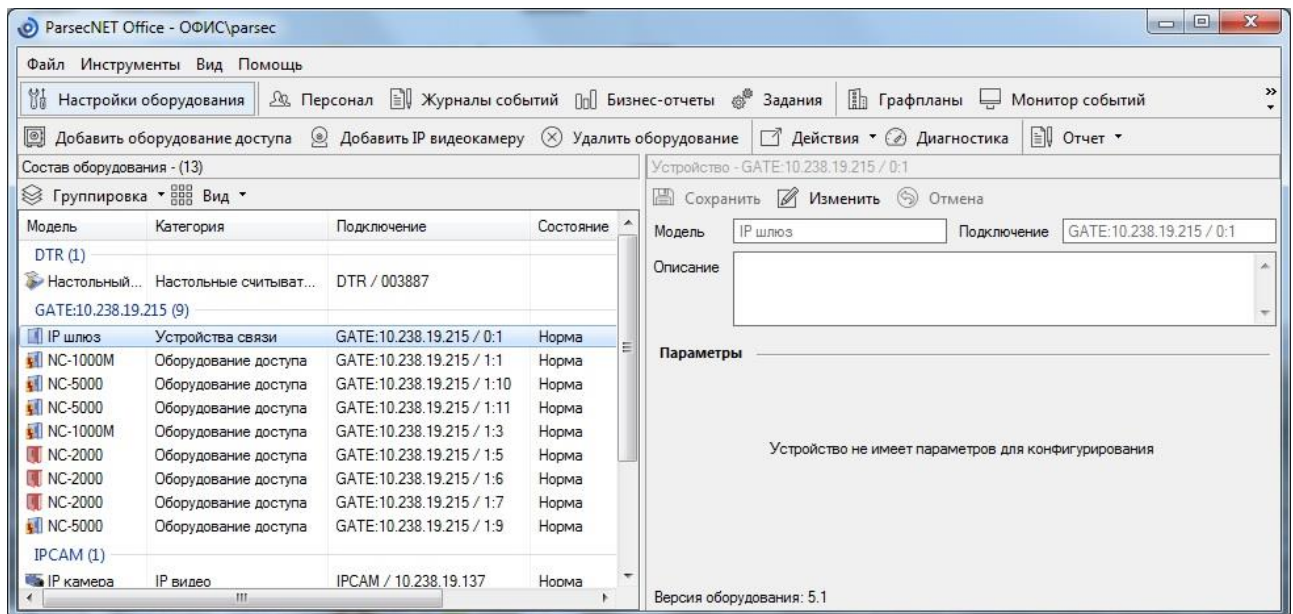 ParsecNET Office - ОФИС\parsec
Файл Инструменты Вид Помощь
Настройки оборудования Персонал Журналы событий Бизнес-отчеты Задания Графпланы Монитор событий
Добавить оборудование доступа Добавить IP видеокамеру Удалить оборудование Действия Диагностика Отчет
Состав оборудования - (13)
Группировка Вид
Модель Категория Подключение Состояние
DTR (1)
Настольный... Настольные считыват... DTR / 003887
GATE:10.238.19.215 (9)
IP шлюз Устройства связи GATE:10.238.19.215 / 0:1 Норма
NC-1000M Оборудование доступа GATE:10.238.19.215 / 1:1 Норма
NC-5000 Оборудование доступа GATE:10.238.19.215 / 1:10 Норма
NC-5000 Оборудование доступа GATE:10.238.19.215 / 1:11 Норма
NC-1000M Оборудование доступа GATE:10.238.19.215 / 1:3 Норма
NC-2000 Оборудование доступа GATE:10.238.19.215 / 1:5 Норма
NC-2000 Оборудование доступа GATE:10.238.19.215 / 1:6 Норма
NC-2000 Оборудование доступа GATE:10.238.19.215 / 1:7 Норма
NC-5000 Оборудование доступа GATE:10.238.19.215 / 1:9 Норма
IPCAM (1)
IP камера IP видео IPCAM / 10.238.19.137 Норма
Устройство - GATE:10.238.19.215 / 0:1
Сохранить Изменить Отмена
Модель IP шлюз Подключение GATE:10.238.19.215 / 0:1
Описание
Параметры
Устройство не имеет параметров для конфигурирования
Версия оборудования: 5.1